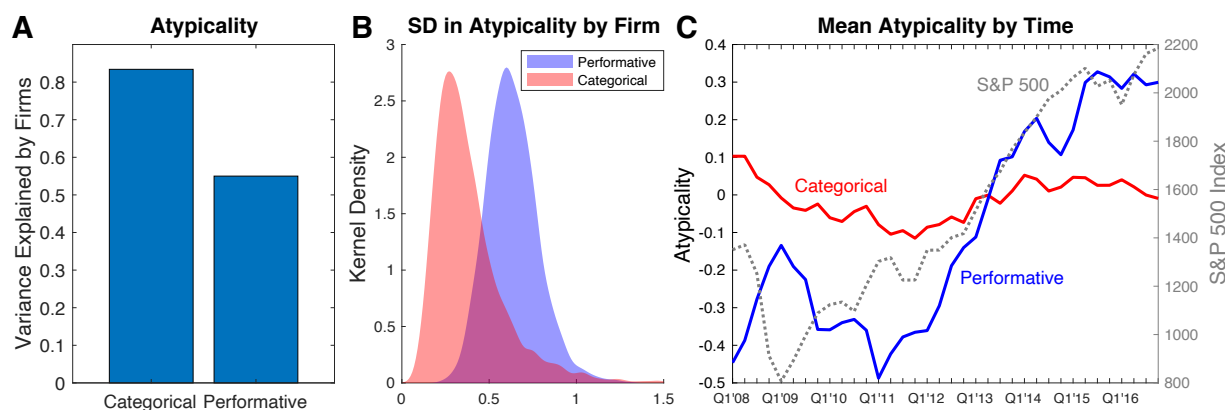 A
Atypicality
Variance Explained by Firms
0.8
0.7
0.6
0.5
0.4
0.3
0.2
0.1
0
Categorical Performative
B
SD in Atypicality by Firm
Kernel Density
3
2.5
2
1.5
1
0.5
0
0 0.5 1 1.5
Performative
Categorical
C
Mean Atypicality by Time
Atypicality
0.4
0.3
0.2
0.1
0
-0.1
-0.2
-0.3
-0.4
-0.5
S&P 500
Categorical
Performative
Q1'08 Q1'09 Q1'10 Q1'11 Q1'12 Q1'13 Q1'14 Q1'15 Q1'16
2200
2000
1800
1600
1400
1200
1000
800
S&P 500 Index